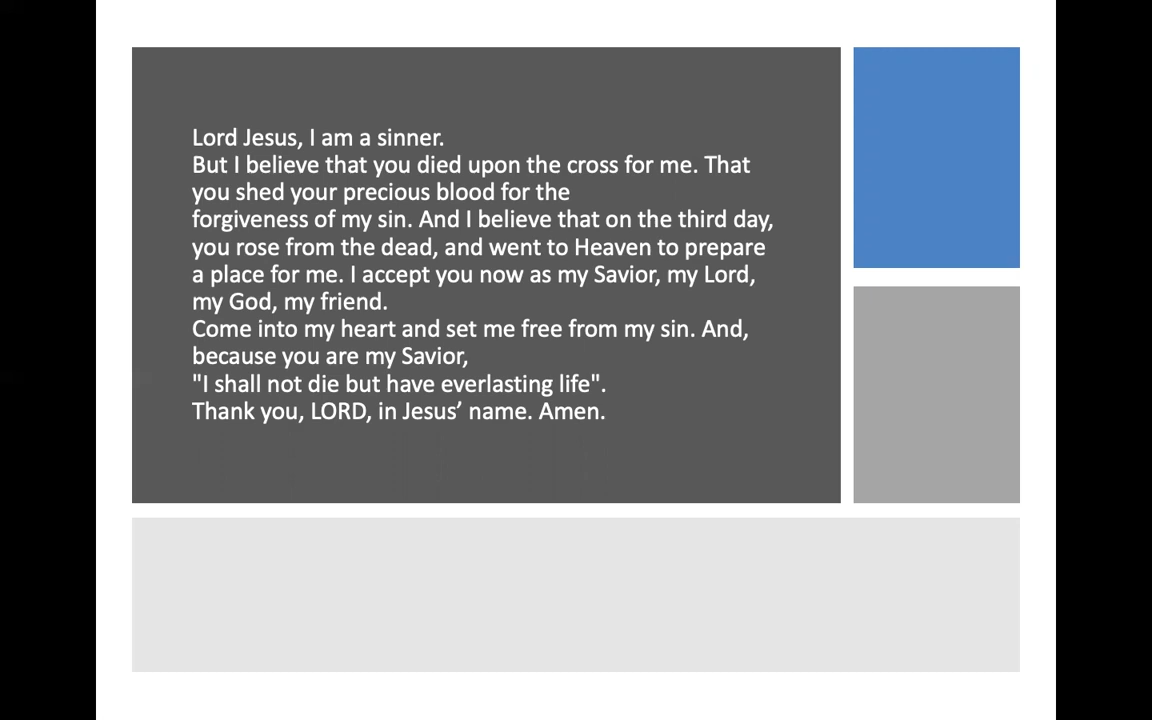 Lord Jesus, I am a sinner.
But I believe that you died upon the cross for me. That
you shed your precious blood for the
forgiveness of my sin. And I believe that on the third day,
you rose from the dead, and went to Heaven to prepare
a place for me. I accept you now as my Savior, my Lord,
my God, my friend.
Come into my heart and set me free from my sin. And,
because you are my Savior,
"I shall not die but have everlasting life".
Thank you, LORD, in Jesus’ name. Amen.